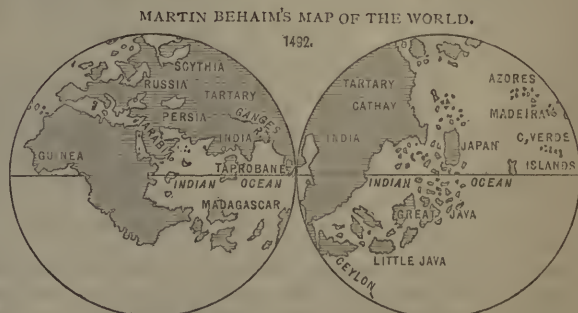 MARTIN BEHAIM'S MAP OF THE WORLD.
1492.
SCYTHIA
RUSSIA
TARTARY
PERSIA
GANGES R.
ARABIA
INDIA
GUINEA
TAPROBANE
INDIAN OCEAN
MADAGASCAR
TARTARY
CATHAY
AZORES
MADEIRA
INDIA
JAPAN
C. VERDE
ISLANDS
INDIAN OCEAN
GREAT JAVA
LITTLE JAVA
CEYLON